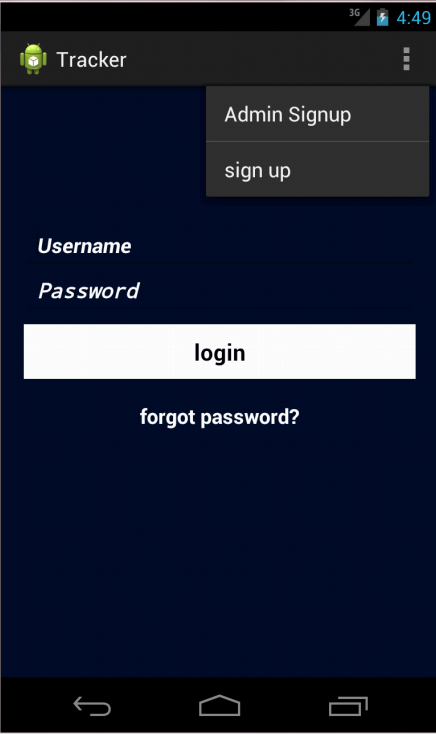 3G 4:49
Tracker
Admin Signup
sign up
Username
Password
login
forgot password?